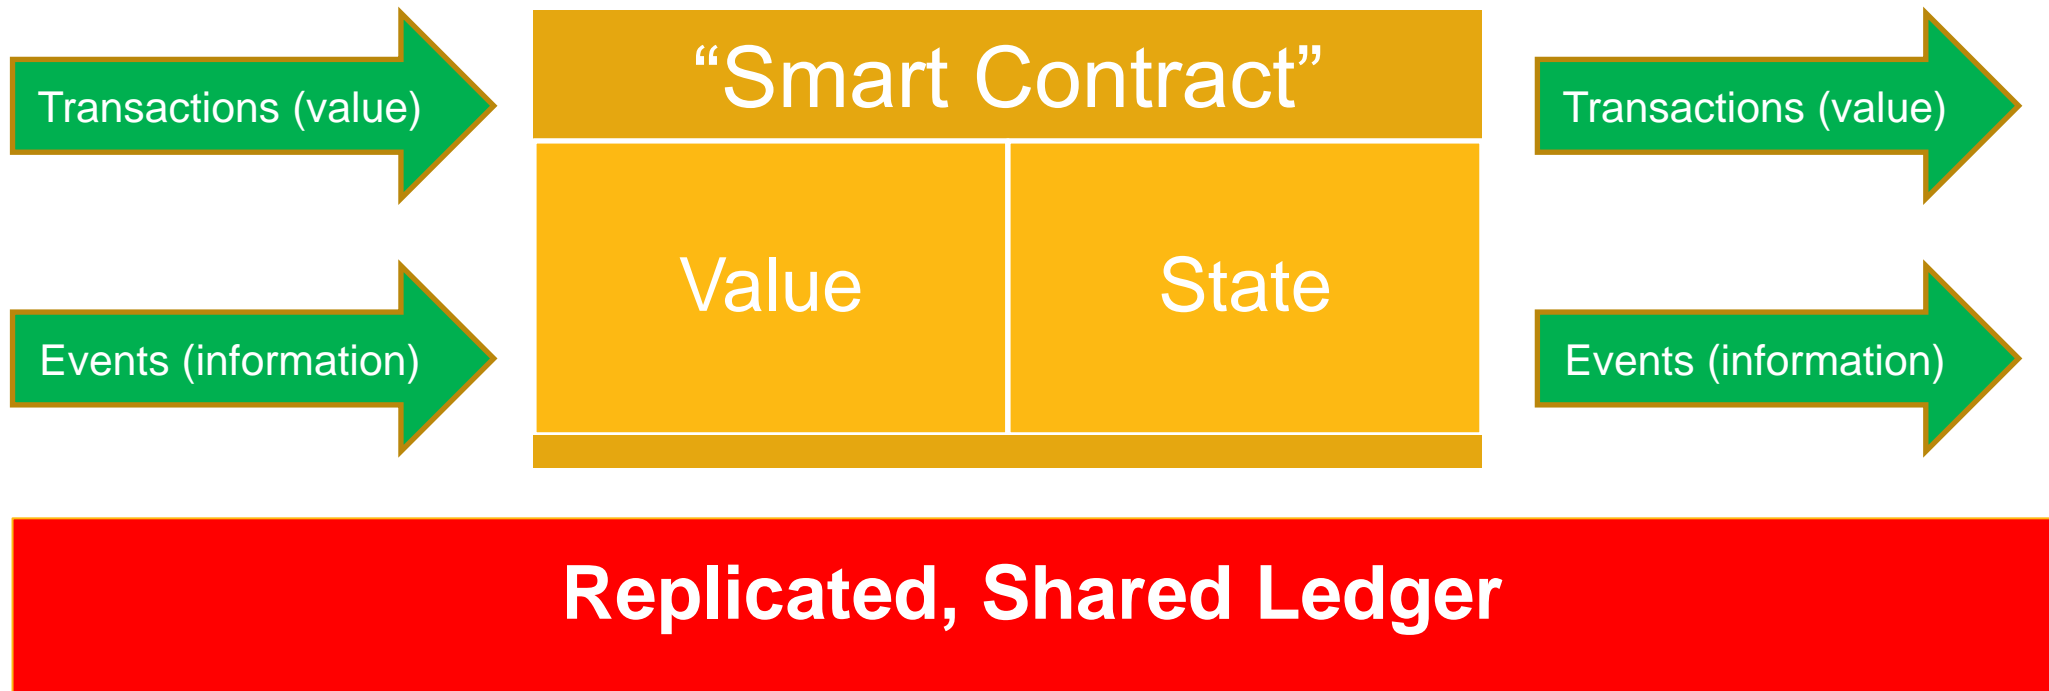 “Smart Contract”
Transactions (value)
Transactions (value)
Value
State
Events (information)
Events (information)
Replicated, Shared Ledger